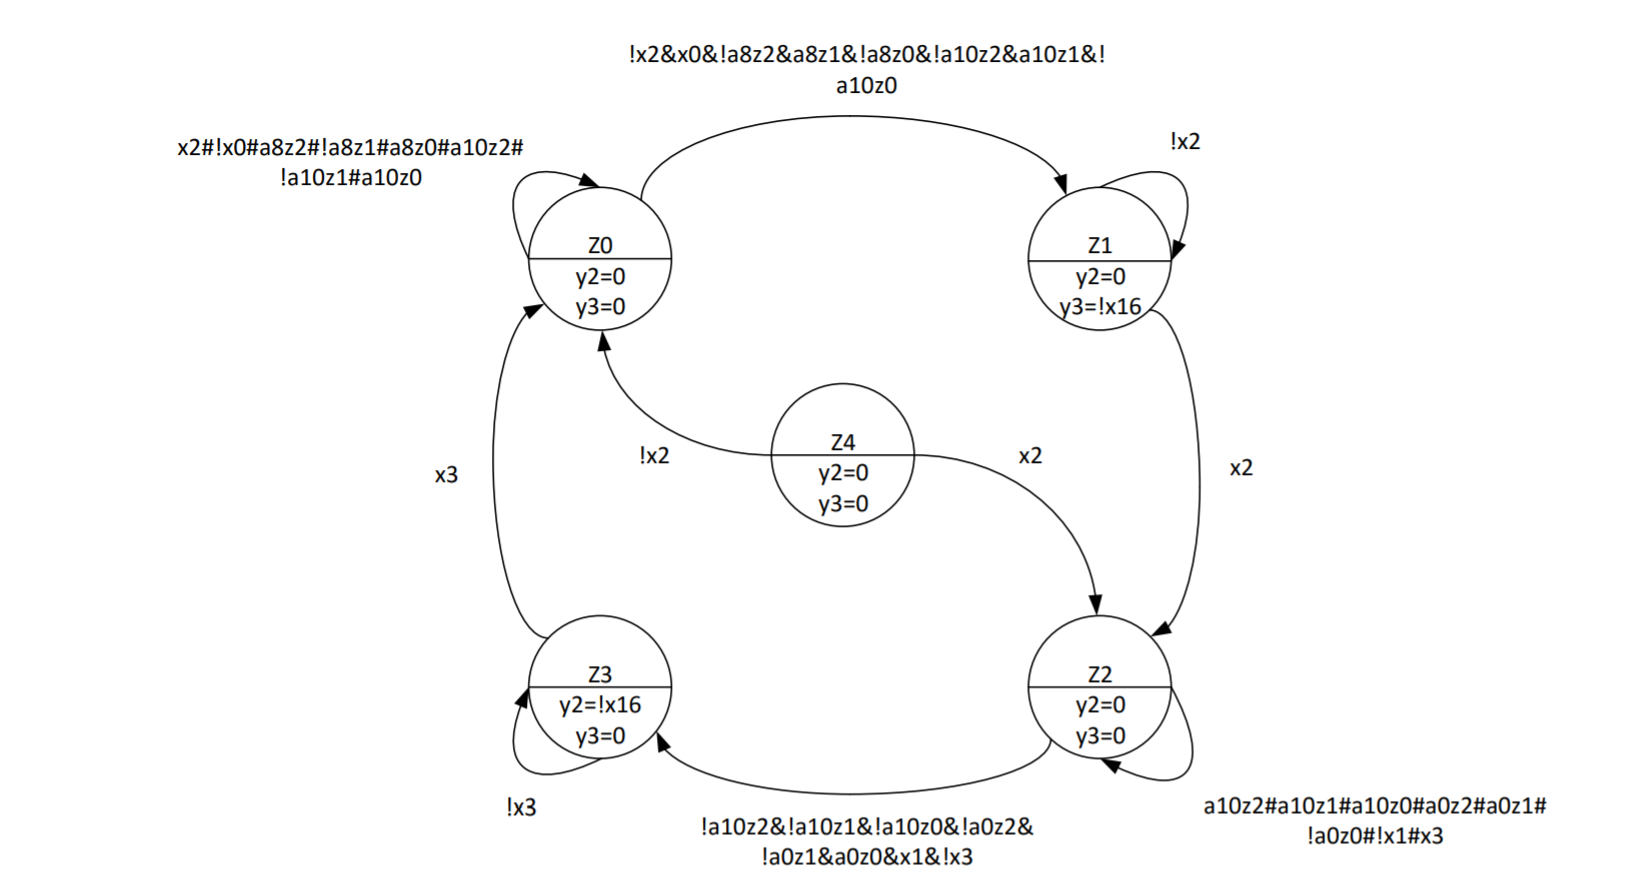 !x2&x0&!a8z2&a8z1&!a8z0&!a10z2&a10z1&!
a10z0
x2#!x0#a8z2#!a8z1#a8z0#a10z2#
!a10z1#a10z0
!x2
Z0
y2=0
y3=0
Z1
y2=0
y3=!x16
Z4
y2=0
y3=0
!x2
x2
x3
x2
Z3
y2=!x16
y3=0
Z2
y2=0
y3=0
!x3
!a10z2&!a10z1&!a10z0&!a0z2&
!a0z1&a0z0&x1&!x3
a10z2#a10z1#a10z0#a0z2#a0z1#
!a0z0#!x1#x3